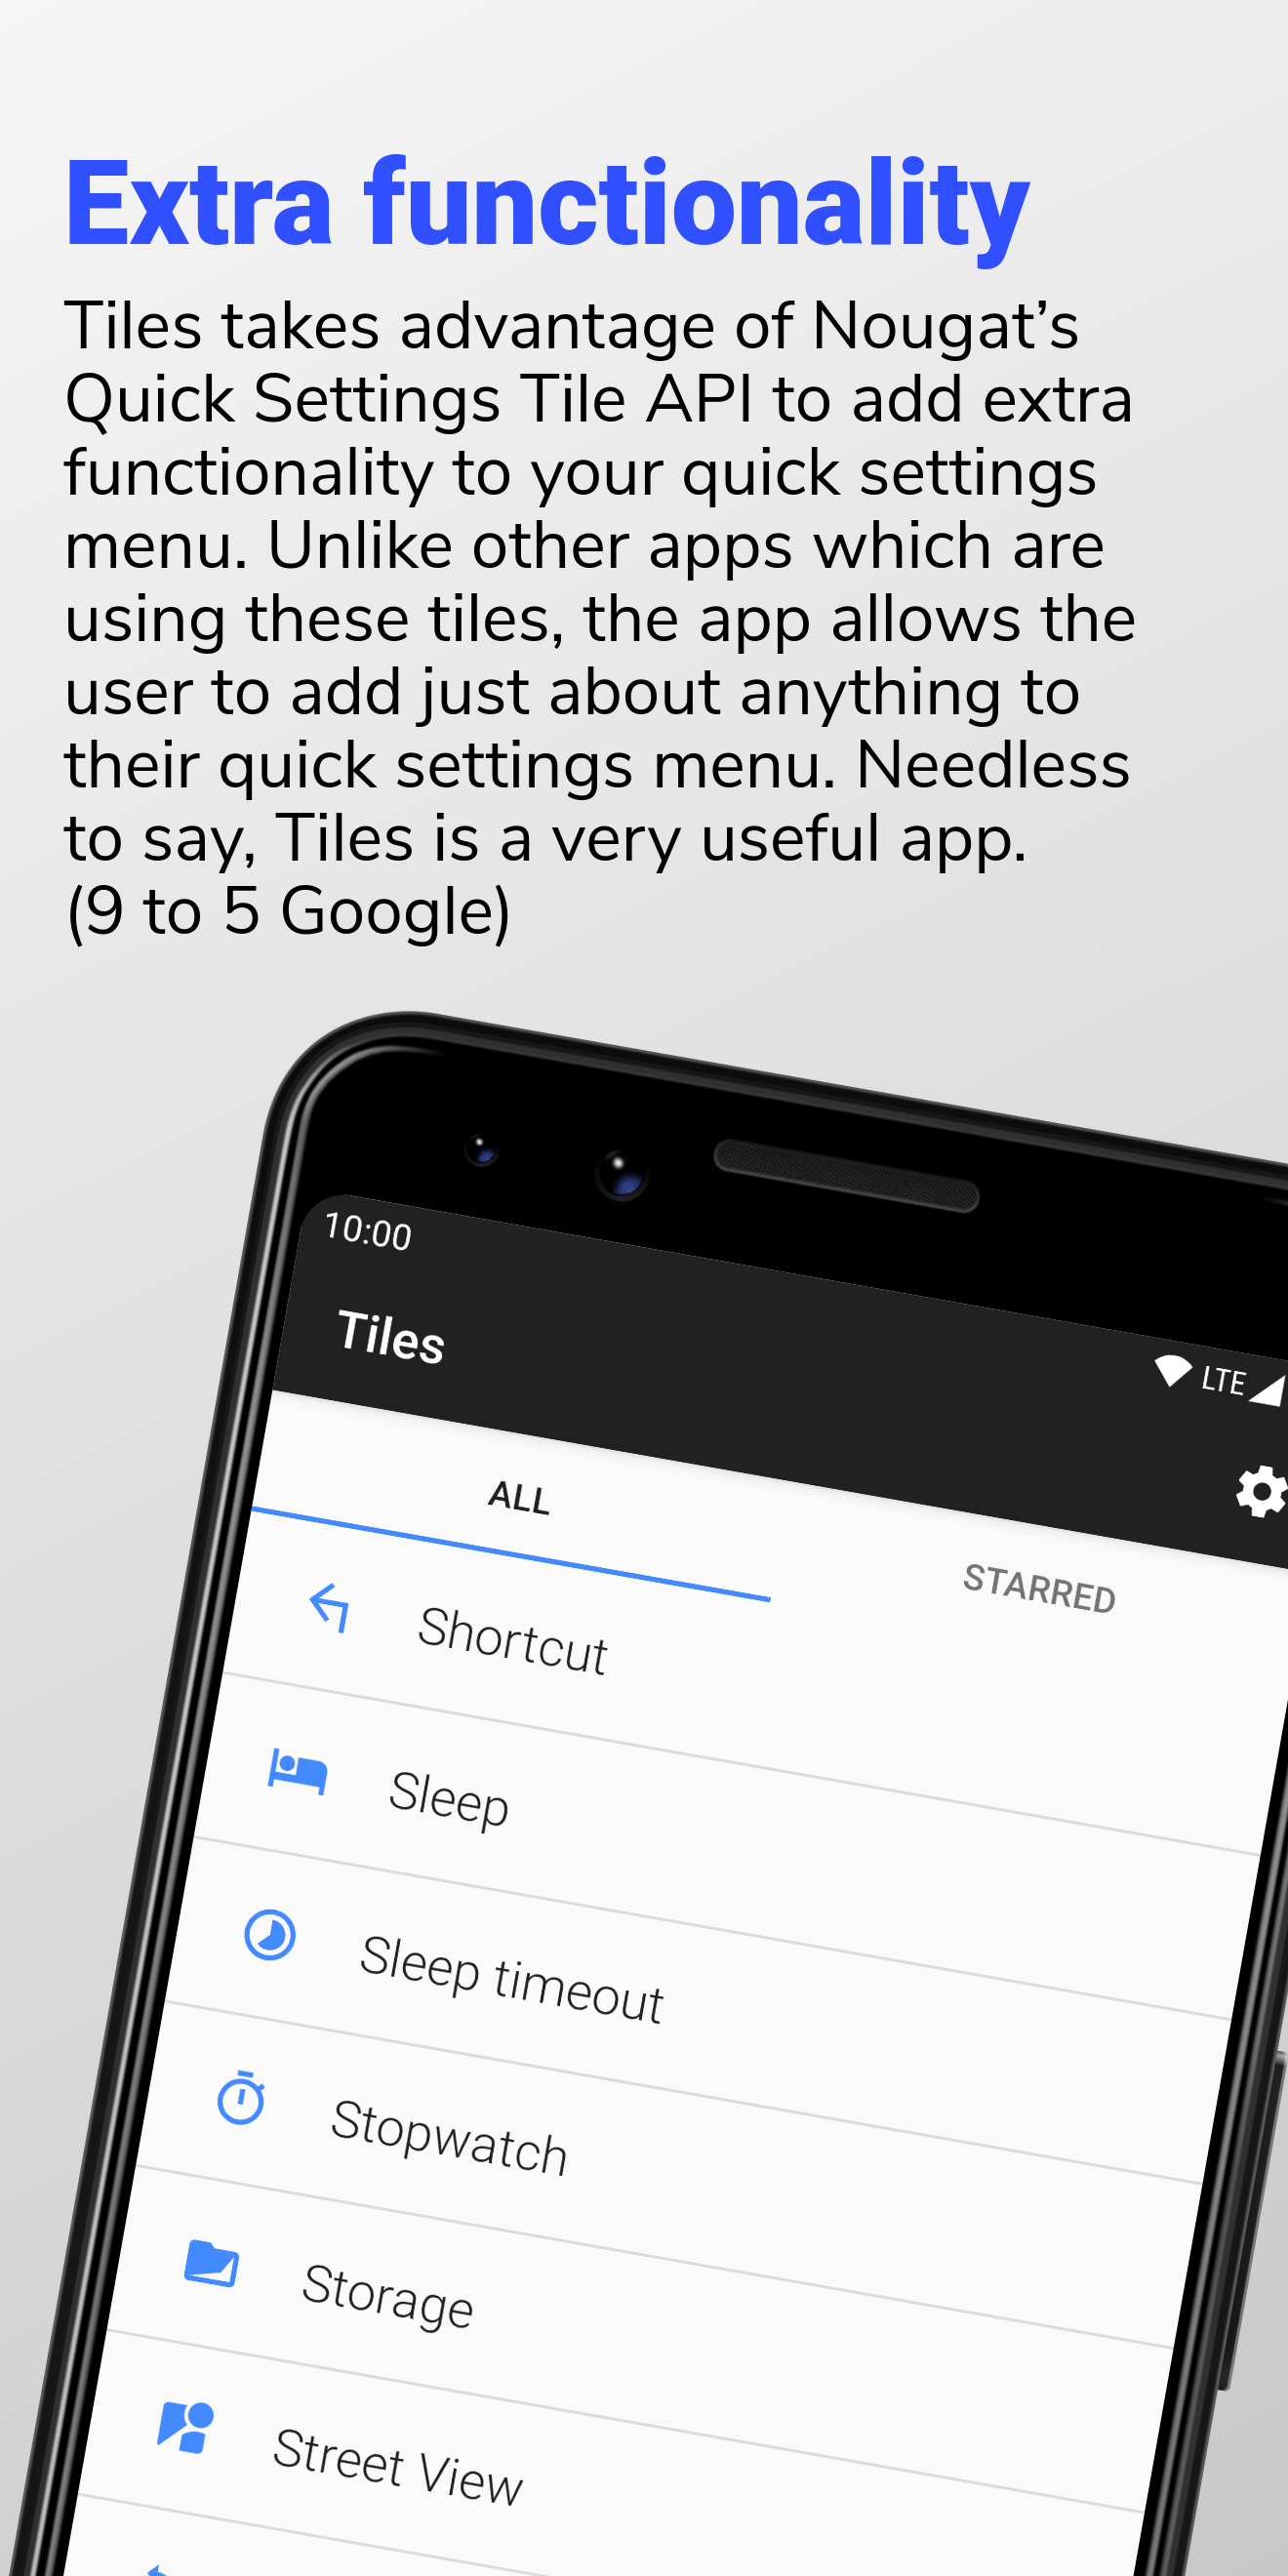 Extra functionality
Tiles takes advantage of Nougat’s
Quick Settings Tile API to add extra
functionality to your quick settings
menu. Unlike other apps which are
using these tiles, the app allows the
user to add just about anything to
their quick settings menu. Needless
to say, Tiles is a very useful app.
(9 to 5 Google)
10:00
LTE
Tiles
ALL
STARRED
Shortcut
Sleep
Sleep timeout
Stopwatch
Storage
Street View